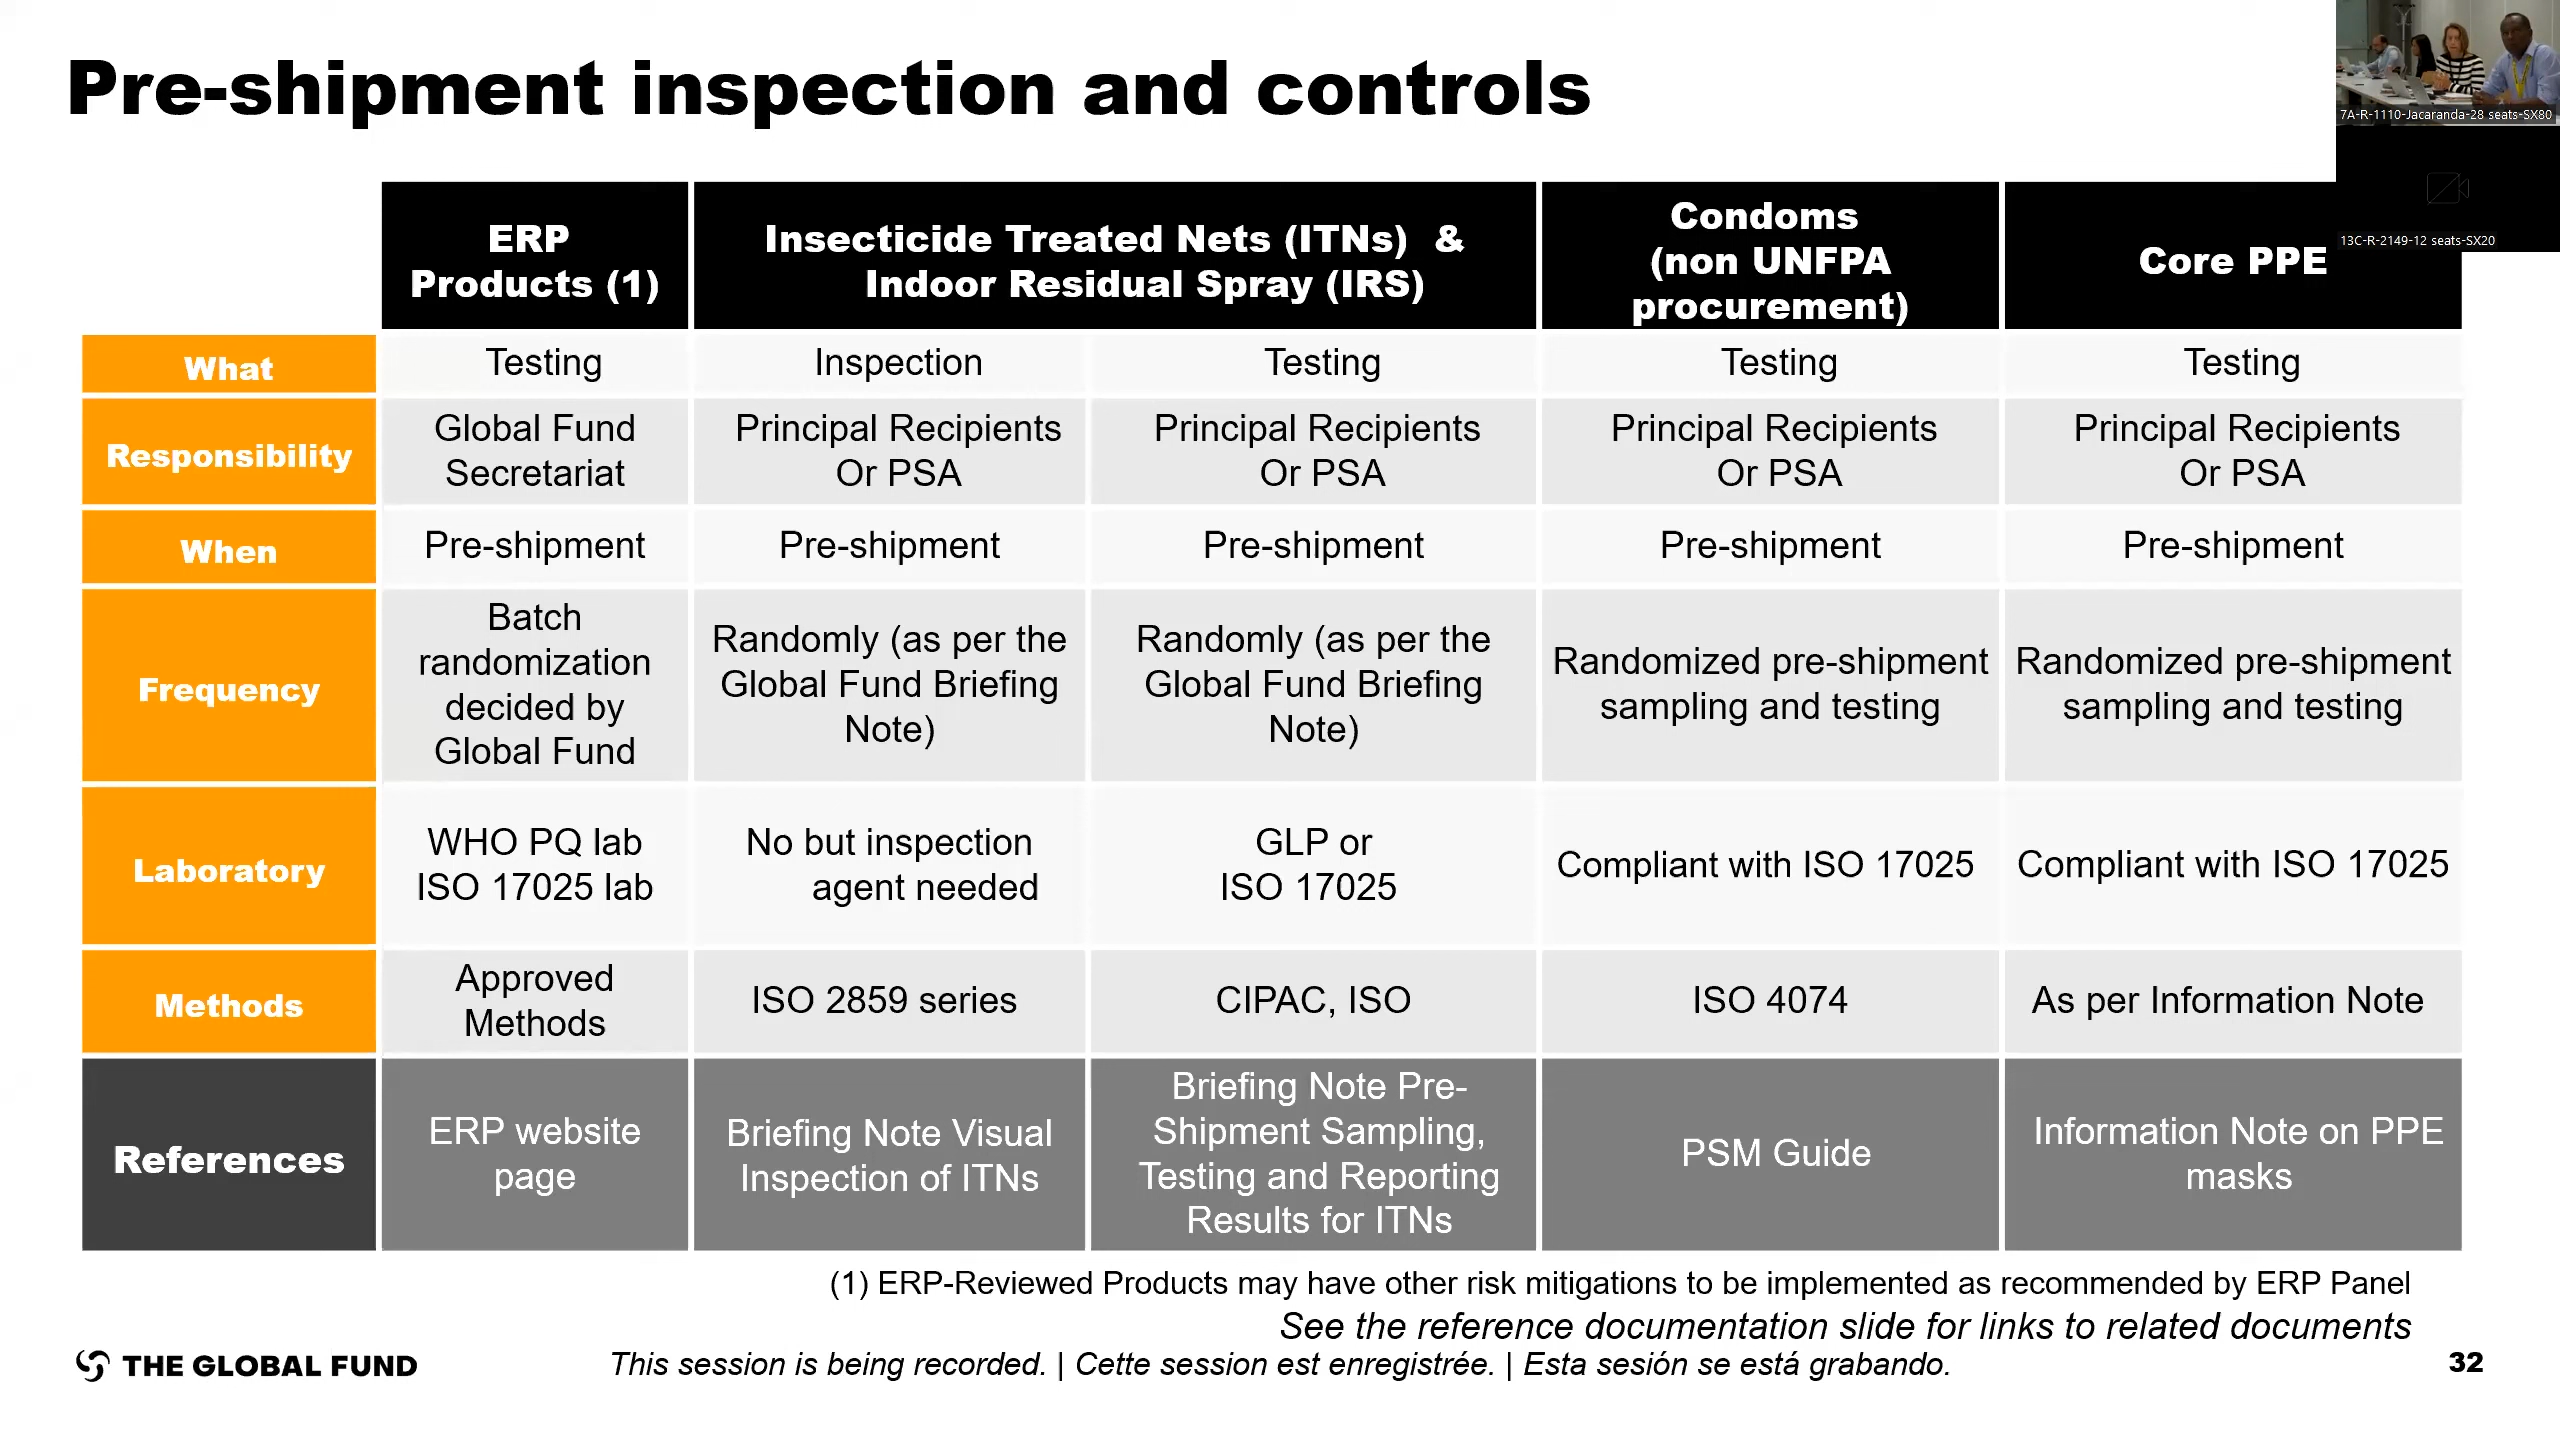 Pre-shipment inspection and controls
7A-R-1110-Jacaranda-28 seats-SX80
13C-R-2149-12 seats-SX20
ERP
Products (1)
Insecticide Treated Nets (ITNs) &
Indoor Residual Spray (IRS)
Condoms
(non UNFPA
procurement)
Core PPE
What
Testing
Inspection
Testing
Testing
Testing
Responsibility
Global Fund
Secretariat
Principal Recipients
Or PSA
Principal Recipients
Or PSA
Principal Recipients
Or PSA
Principal Recipients
Or PSA
When
Pre-shipment
Pre-shipment
Pre-shipment
Pre-shipment
Pre-shipment
Frequency
Batch
randomization
decided by
Global Fund
Randomly (as per the
Global Fund Briefing
Note)
Randomly (as per the
Global Fund Briefing
Note)
Randomized pre-shipment
sampling and testing
Randomized pre-shipment
sampling and testing
Laboratory
WHO PQ lab
ISO 17025 lab
No but inspection
agent needed
GLP or
ISO 17025
Compliant with ISO 17025
Compliant with ISO 17025
Methods
Approved
Methods
ISO 2859 series
CIPAC, ISO
ISO 4074
As per Information Note
References
ERP website
page
Briefing Note Visual
Inspection of ITNs
Briefing Note Pre-
Shipment Sampling,
Testing and Reporting
Results for ITNs
PSM Guide
Information Note on PPE
masks
(1) ERP-Reviewed Products may have other risk mitigations to be implemented as recommended by ERP Panel
See the reference documentation slide for links to related documents
THE GLOBAL FUND
This session is being recorded. | Cette session est enregistrée. | Esta sesión se está grabando.
32